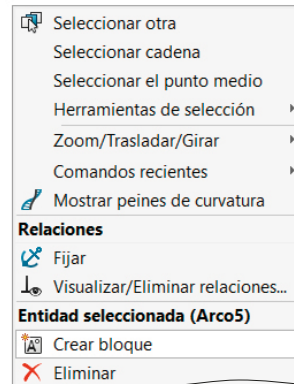 Seleccionar otra
Seleccionar cadena
Seleccionar el punto medio
Herramientas de selección
Zoom/Trasladar/Girar
Comandos recientes
Mostrar peines de curvatura
Relaciones
Fijar
Visualizar/Eliminar relaciones...
Entidad seleccionada (Arco5)
Crear bloque
Eliminar